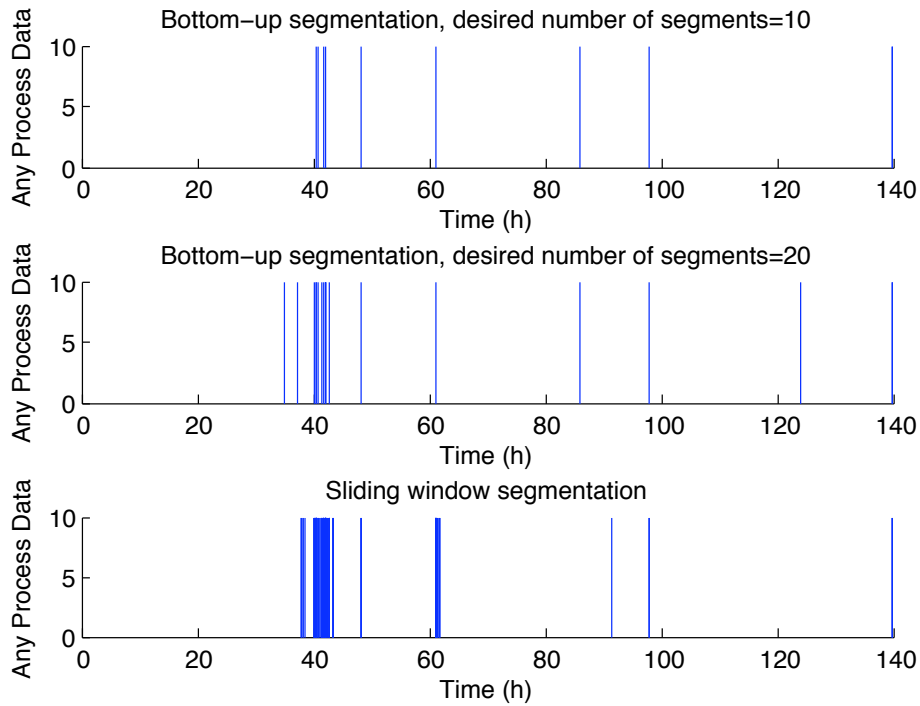 Bottom−up segmentation, desired number of segments=10
Any Process Data
10
5
0
0 20 40 60 80 100 120 140
Time (h)
Bottom−up segmentation, desired number of segments=20
Any Process Data
10
5
0
0 20 40 60 80 100 120 140
Time (h)
Sliding window segmentation
Any Process Data
10
5
0
0 20 40 60 80 100 120 140
Time (h)